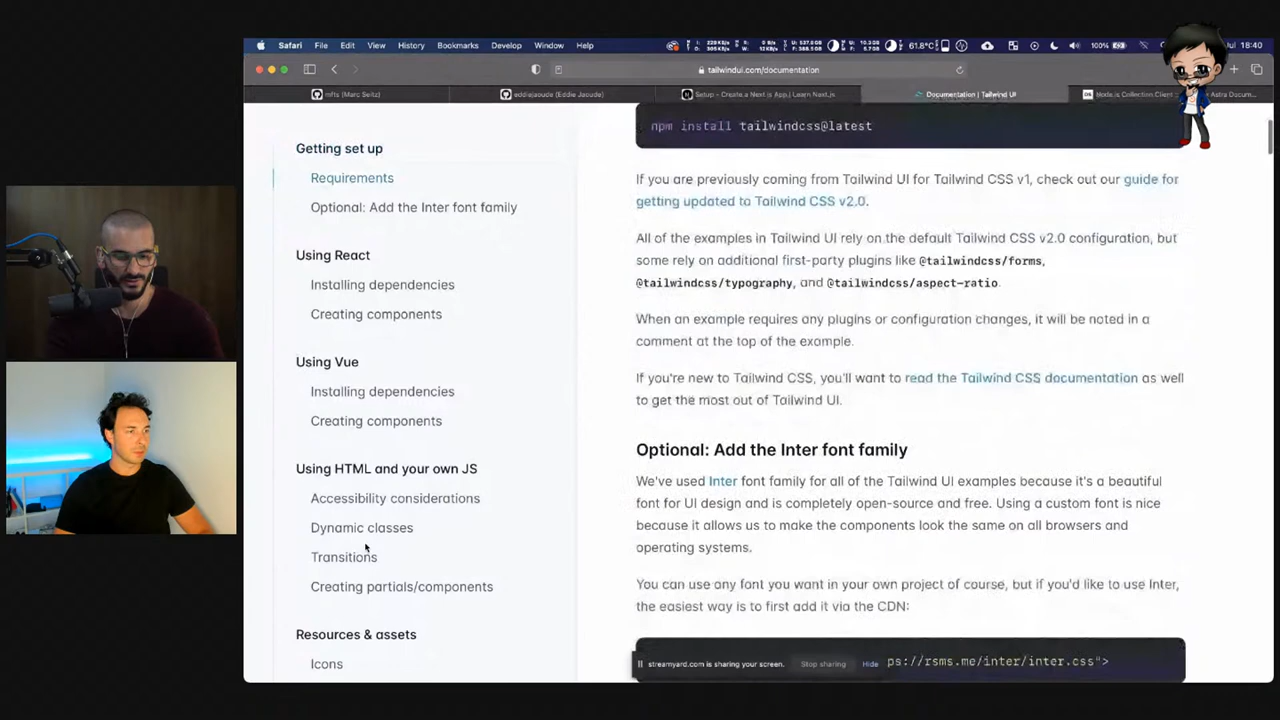 Safari File Edit View History Bookmarks Develop Window Help
61.8°C 100% Jul 18:40
tailwindui.com/documentation
mfts (Marc Seitz)
eddiejaoude (Eddie Jaoude)
Setup - Create a Next.js App | Learn Next.js
Documentation | Tailwind UI
Node.js Collection Client
Astra Docum...
Getting set up
Requirements
Optional: Add the Inter font family
Using React
Installing dependencies
Creating components
Using Vue
Installing dependencies
Creating components
Using HTML and your own JS
Accessibility considerations
Dynamic classes
Transitions
Creating partials/components
Resources & assets
Icons
npm install tailwindcss@latest
If you are previously coming from Tailwind UI for Tailwind CSS v1, check out our guide for
getting updated to Tailwind CSS v2.0.
All of the examples in Tailwind UI rely on the default Tailwind CSS v2.0 configuration, but
some rely on additional first-party plugins like @tailwindcss/forms,
@tailwindcss/typography, and @tailwindcss/aspect-ratio.
When an example requires any plugins or configuration changes, it will be noted in a
comment at the top of the example.
If you're new to Tailwind CSS, you'll want to read the Tailwind CSS documentation as well
to get the most out of Tailwind UI.
Optional: Add the Inter font family
We've used Inter font family for all of the Tailwind UI examples because it's a beautiful
font for UI design and is completely open-source and free. Using a custom font is nice
because it allows us to make the components look the same on all browsers and
operating systems.
You can use any font you want in your own project of course, but if you'd like to use Inter,
the easiest way is to first add it via the CDN:
streamyard.com is sharing your screen. Stop sharing Hide ps://rsms.me/inter/inter.css">